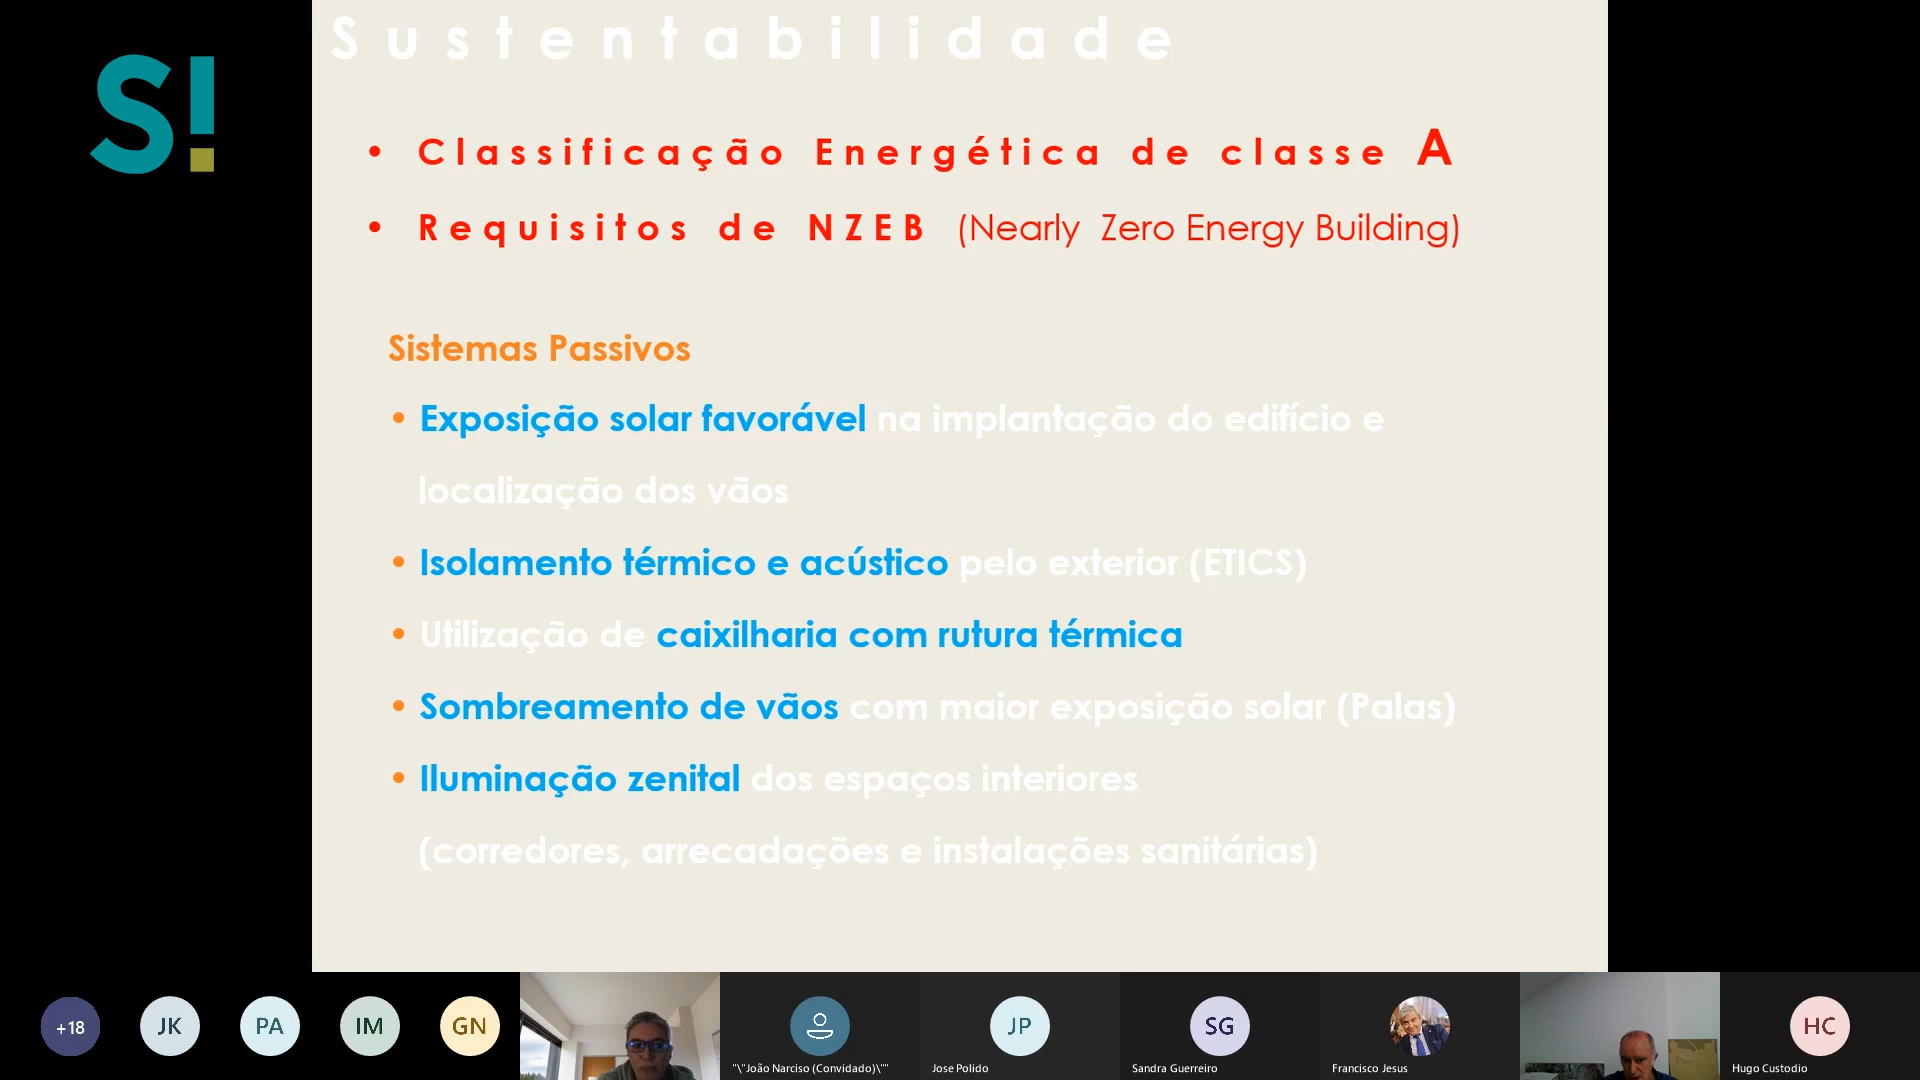 S!
Sustentabilidade
• Classificação Energética de classe A
• Requisitos de NZEB (Nearly Zero Energy Building)
Sistemas Passivos
• Exposição solar favorável na implantação do edifício e
localização dos vãos
• Isolamento térmico e acústico pelo exterior (ETICS)
• Utilização de caixilharia com rutura térmica
• Sombreamento de vãos com maior exposição solar (Palas)
• Iluminação zenital dos espaços interiores
(corredores, arrecadações e instalações sanitárias)
+18
JK
PA
IM
GN
JP
SG
HC
"\"João Narciso (Convidado)\""
Jose Polido
Sandra Guerreiro
Francisco Jesus
Hugo Custodio